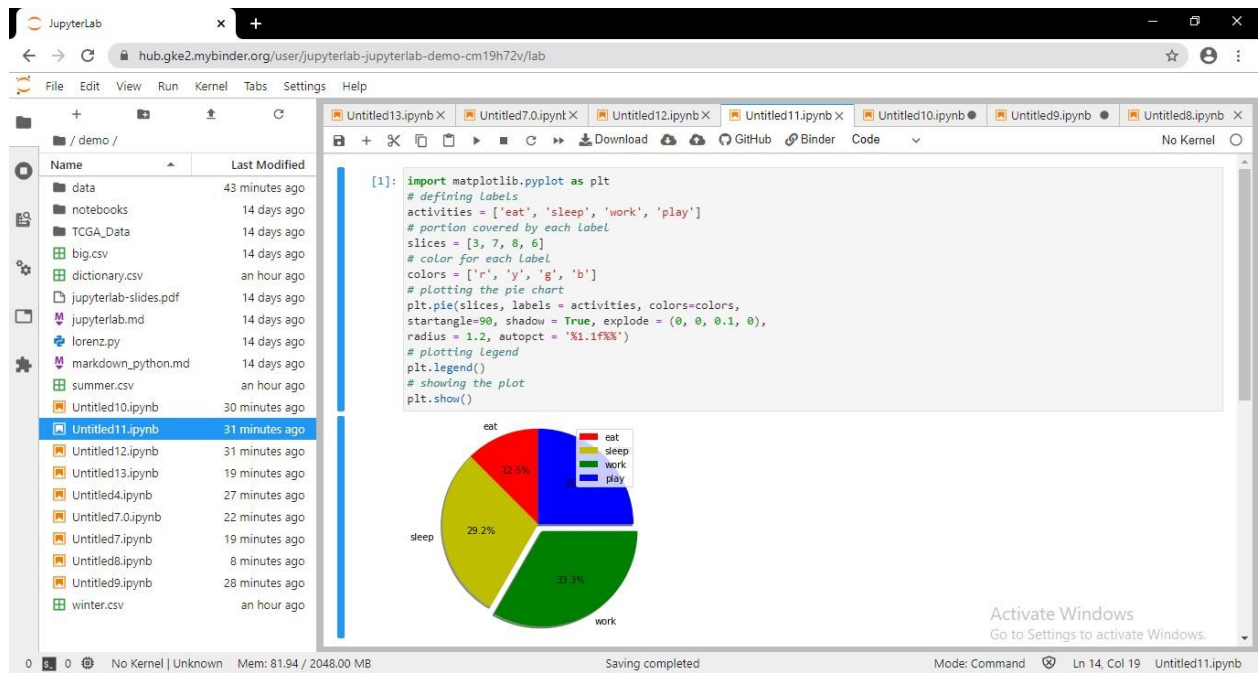 JupyterLab
hub.gke2.mybinder.org/user/jupyterlab-jupyterlab-demo-cm19h72v/lab
File Edit View Run Kernel Tabs Settings Help
/ demo /
Name Last Modified
data 43 minutes ago
notebooks 14 days ago
TCGA_Data 14 days ago
big.csv 14 days ago
dictionary.csv an hour ago
jupyterlab-slides.pdf 14 days ago
jupyterlab.md 14 days ago
lorenz.py 14 days ago
markdown_python.md 14 days ago
summer.csv an hour ago
Untitled10.ipynb 30 minutes ago
Untitled11.ipynb 31 minutes ago
Untitled12.ipynb 31 minutes ago
Untitled13.ipynb 19 minutes ago
Untitled4.ipynb 27 minutes ago
Untitled7.0.ipynb 22 minutes ago
Untitled7.ipynb 19 minutes ago
Untitled8.ipynb 8 minutes ago
Untitled9.ipynb 28 minutes ago
winter.csv an hour ago
Untitled13.ipynb Untitled7.0.ipynb Untitled12.ipynb Untitled11.ipynb Untitled10.ipynb Untitled9.ipynb Untitled8.ipynb
Download GitHub Binder Code No Kernel
[1]: import matplotlib.pyplot as plt
# defining labels
activities = ['eat', 'sleep', 'work', 'play']
# portion covered by each label
slices = [3, 7, 8, 6]
# color for each label
colors = ['r', 'y', 'g', 'b']
# plotting the pie chart
plt.pie(slices, labels = activities, colors=colors,
startangle=90, shadow = True, explode = (0, 0, 0.1, 0),
radius = 1.2, autopct = '%1.1f%%')
# plotting legend
plt.legend()
# showing the plot
plt.show()
eat
eat
sleep
work
play
12.5%
sleep
29.2%
33.3%
work
Activate Windows
Go to Settings to activate Windows.
0 0 No Kernel | Unknown Mem: 81.94 / 2048.00 MB Saving completed Mode: Command Ln 14, Col 19 Untitled11.ipynb